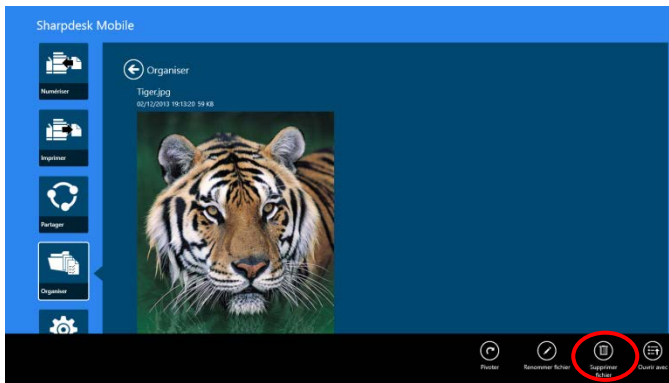 Sharpdesk Mobile
Numériser
Imprimer
Partager
Organiser
Organiser
Tiger.jpg
02/12/2013 19:13:20 59 KB
Pivoter
Renommer fichier
Supprimer
fichier
Ouvrir avec